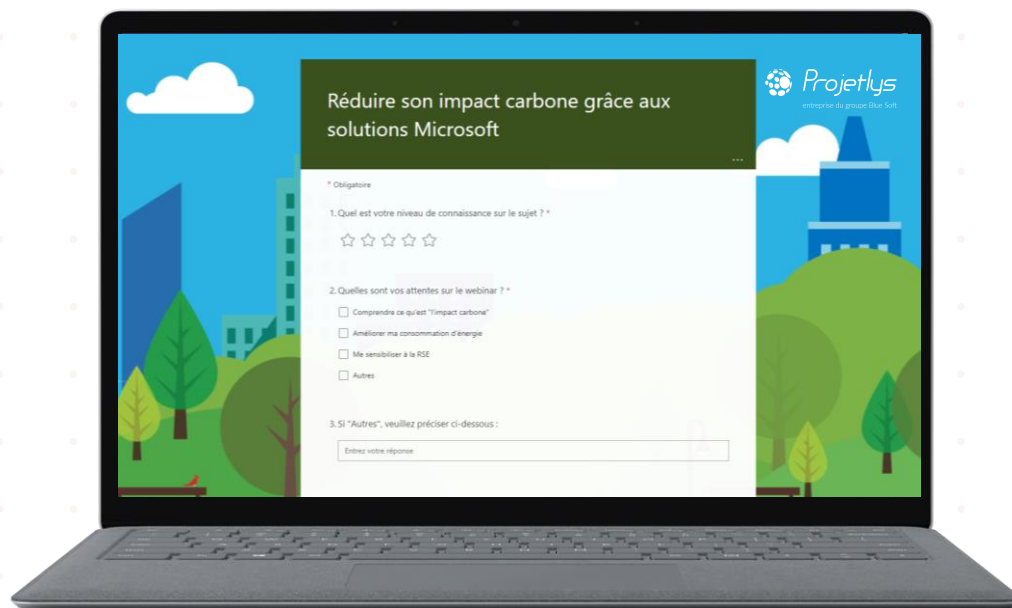 Projetlys
entreprise du groupe Blue Soft
Réduire son impact carbone grâce aux
solutions Microsoft
...
* Obligatoire
1. Quel est votre niveau de connaissance sur le sujet ? *
2. Quelles sont vos attentes sur le webinar ? *
Comprendre ce qu'est "l'impact carbone"
Améliorer ma consommation d'énergie
Me sensibiliser à la RSE
Autres
3. Si "Autres", veuillez préciser ci-dessous :
Entrez votre réponse